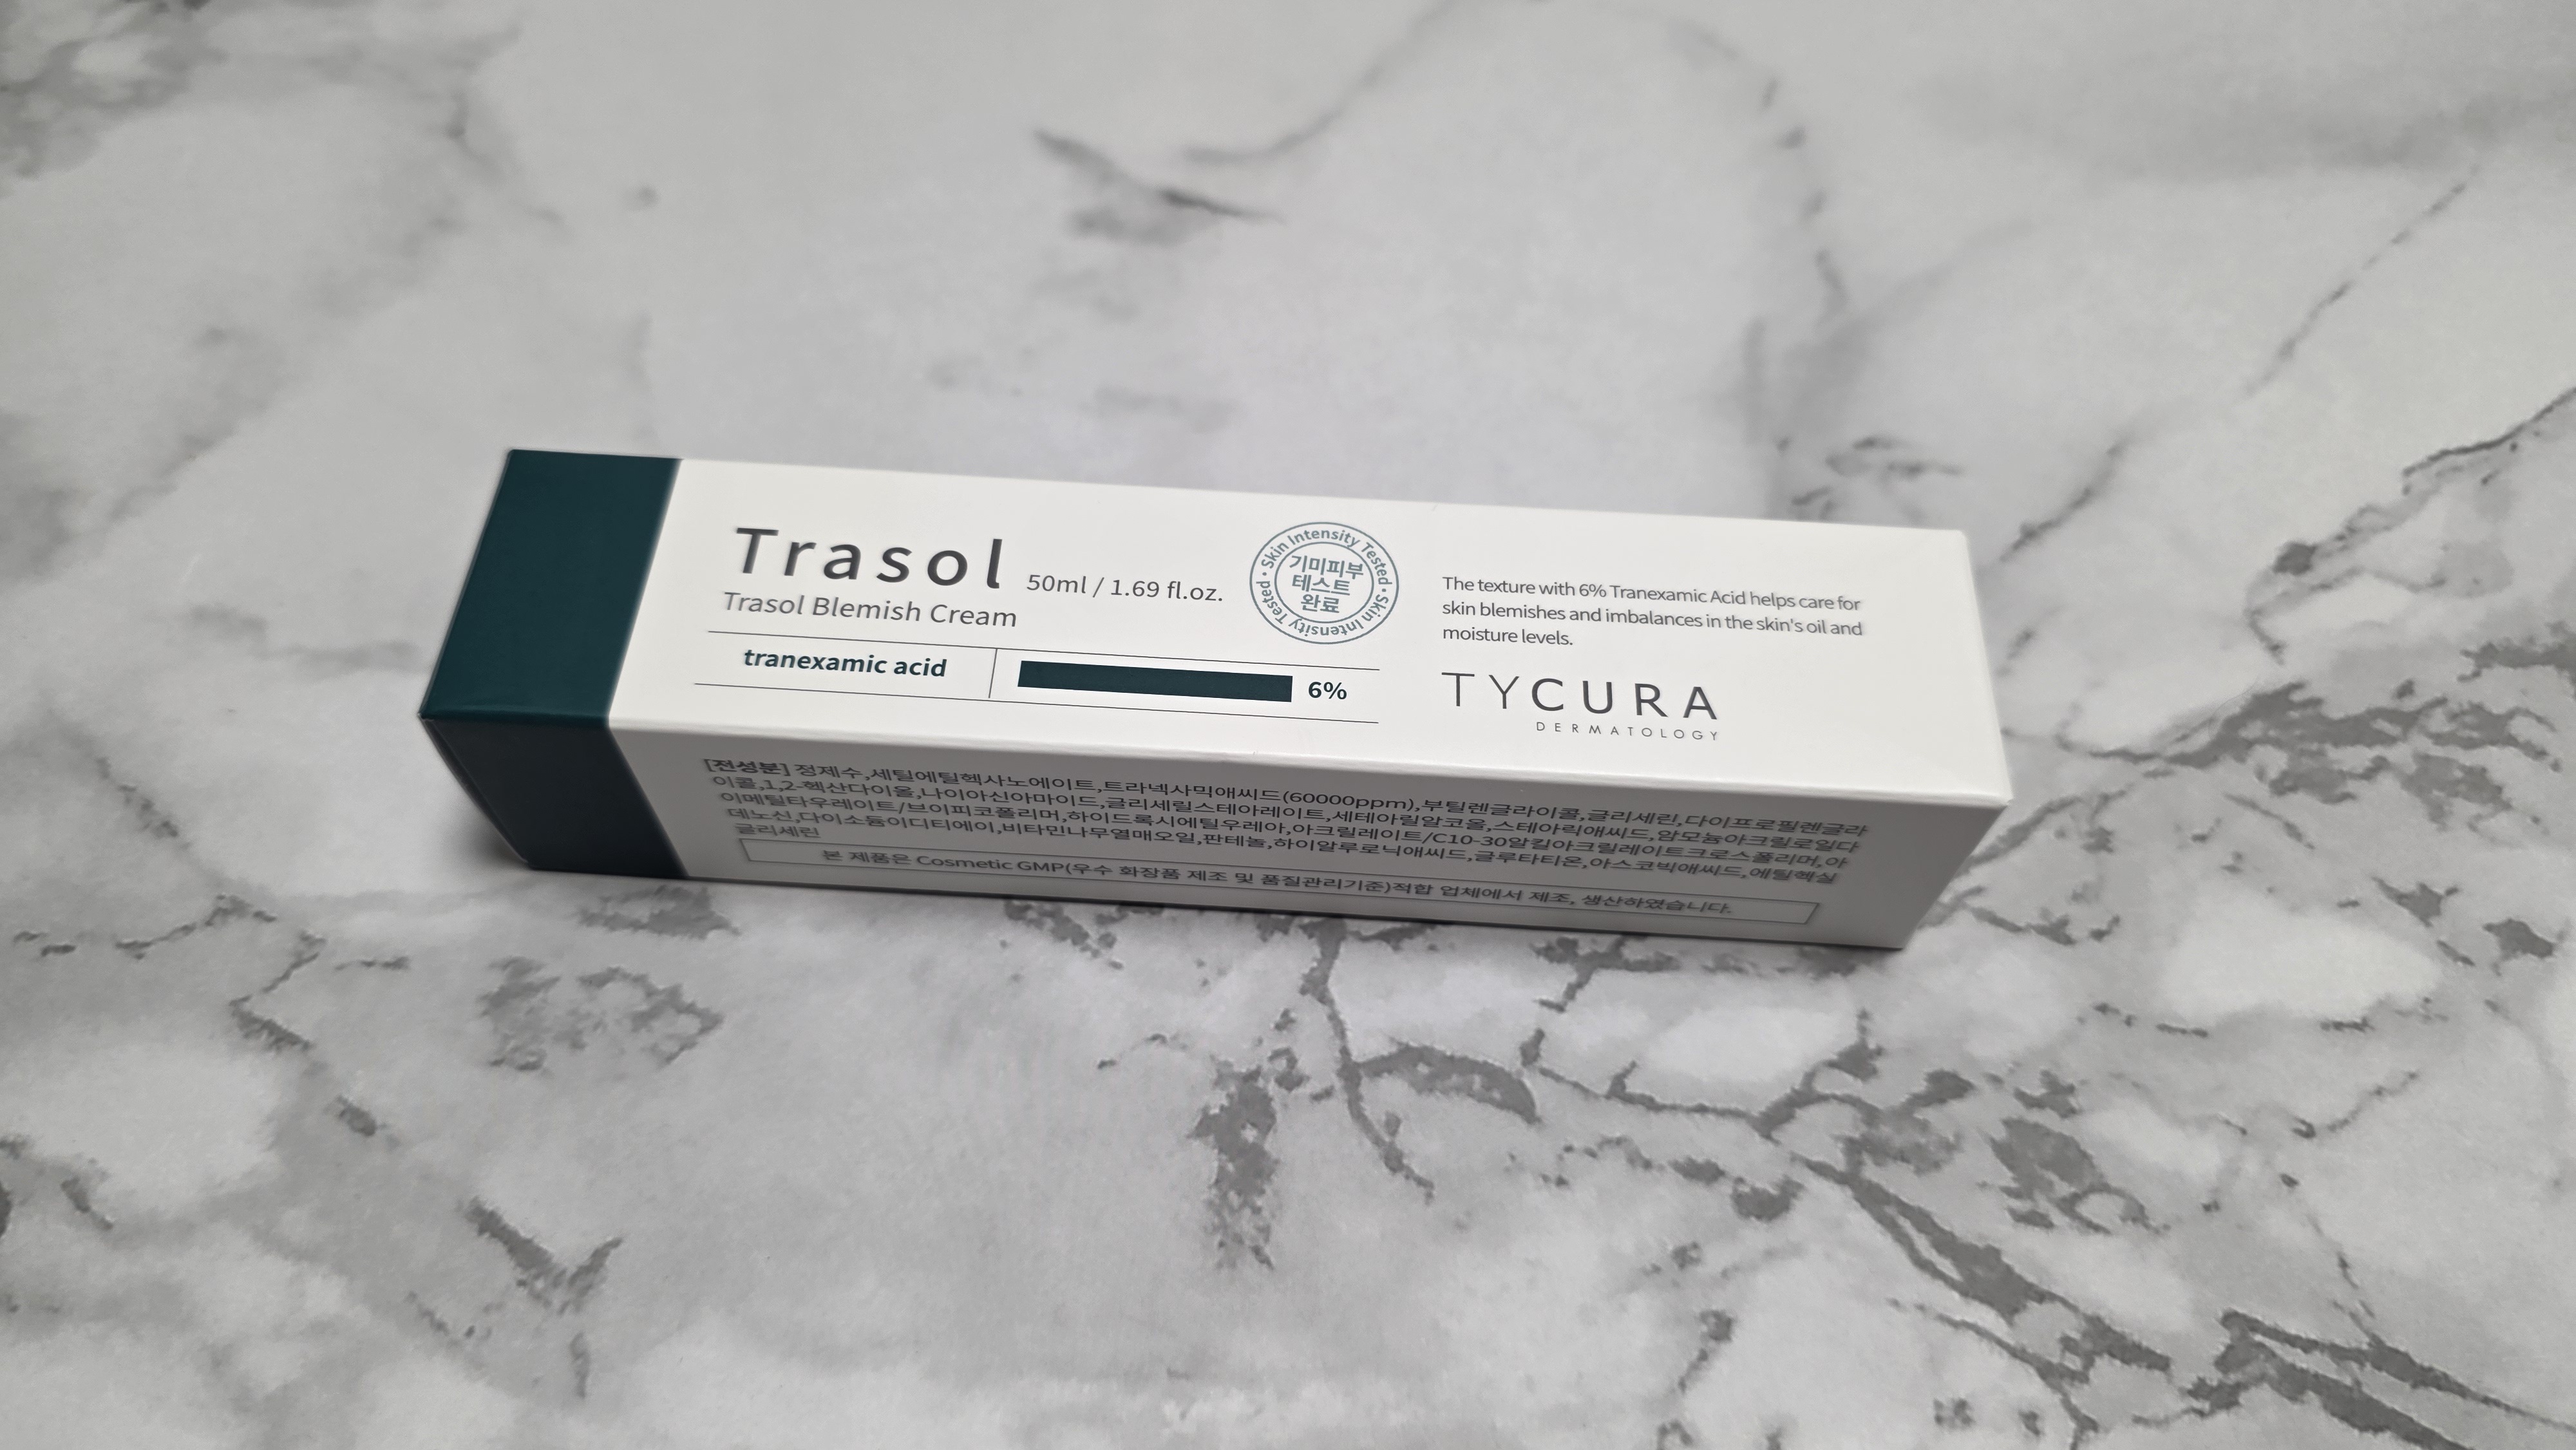 Trasol
50ml / 1.69 fl.oz.
Trasol Blemish Cream
tranexamic acid
6%
Skin Intensity Tested • Skin Intensity Tested •
기미피부
테스트
완료
The texture with 6% Tranexamic Acid helps care for
skin blemishes and imbalances in the skin's oil and
moisture levels.
TYCURA
DERMATOLOGY
[전성분] 정제수,세틸에틸헥사노에이트,트라넥사믹애씨드(60000ppm),부틸렌글라이콜,글리세린,다이프로필렌글라
이콜,1,2-헥산다이올,나이아신아마이드,글리세릴스테아레이트,세테아릴알코올,스테아릭애씨드,암모늄아크릴로일다
이메틸타우레이트/브이피코폴리머,하이드록시에틸우레아,아크릴레이트/C10-30알킬아크릴레이트크로스폴리머,아
데노신,다이소듐이디티에이,비타민나무열매오일,판테놀,하이알루로닉애씨드,글루타티온,아스코빅애씨드,에틸헥실
글리세린
본 제품은 Cosmetic GMP(우수 화장품 제조 및 품질관리기준)적합 업체에서 제조, 생산하였습니다.